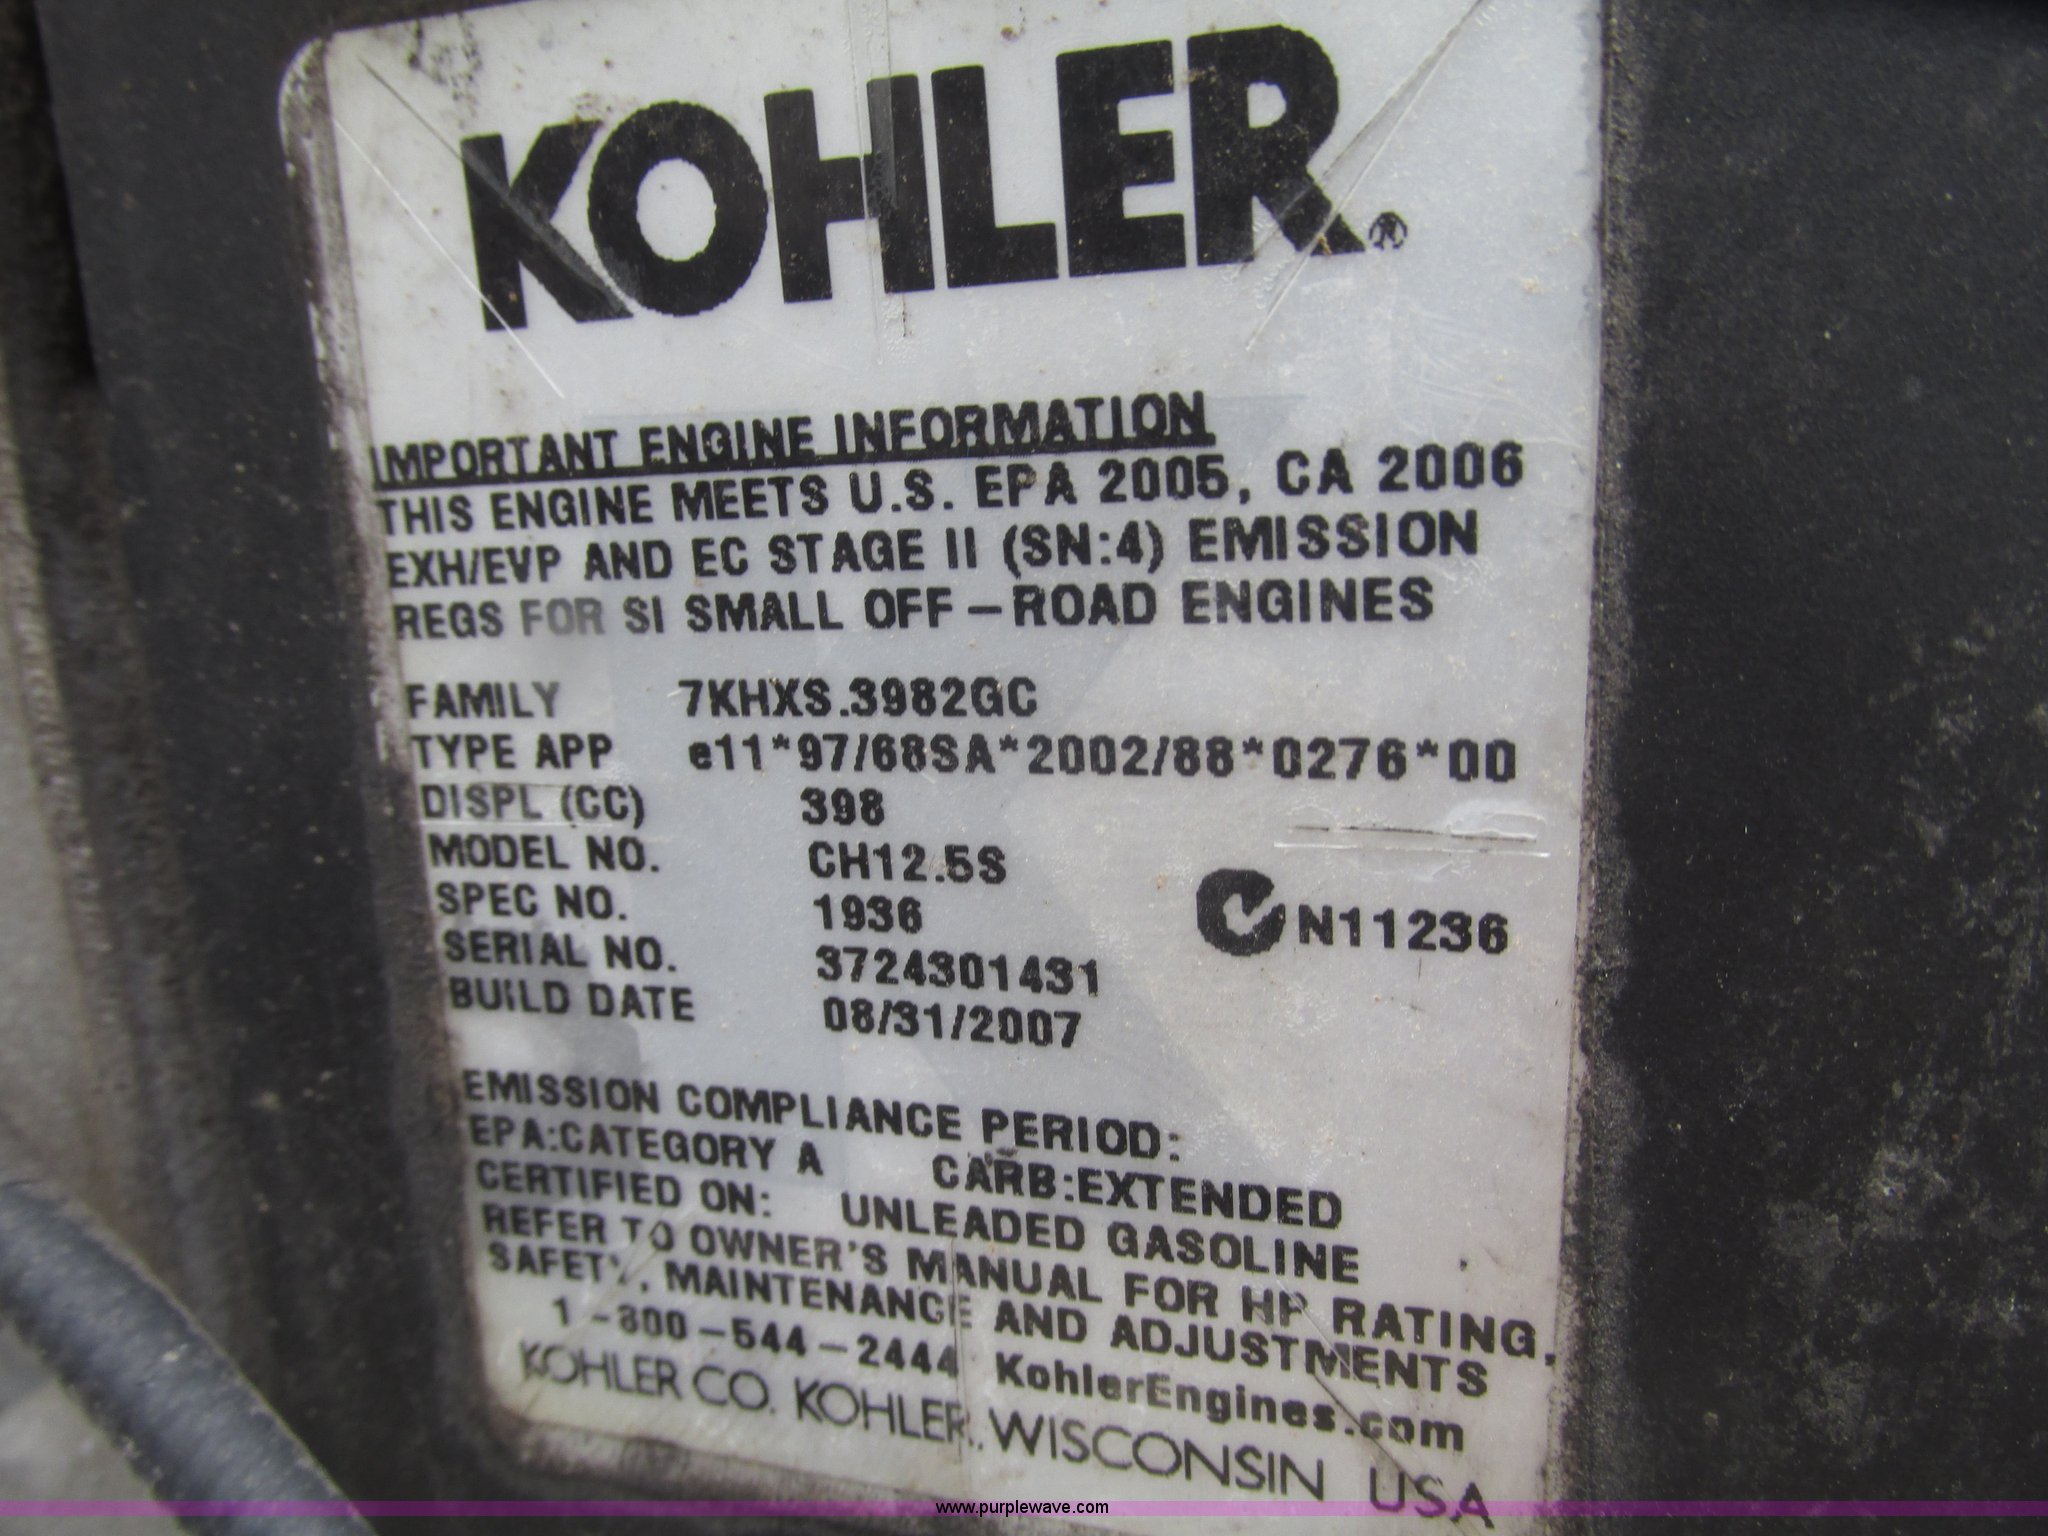 KOHLER®
IMPORTANT ENGINE INFORMATION
THIS ENGINE MEETS U.S. EPA 2005, CA 2006
EXH/EVP AND EC STAGE II (SN:4) EMISSION
REGS FOR SI SMALL OFF-ROAD ENGINES
FAMILY 7KHXS.3982GC
TYPE APP e11*97/68SA*2002/88*0276*00
DISPL (CC) 398
MODEL NO. CH12.5S
SPEC NO. 1936
SERIAL NO. 3724301431
BUILD DATE 08/31/2007
N11236
EMISSION COMPLIANCE PERIOD:
EPA:CATEGORY A CARB:EXTENDED
CERTIFIED ON: UNLEADED GASOLINE
REFER TO OWNER'S MANUAL FOR HP RATING,
SAFETY, MAINTENANCE AND ADJUSTMENTS
1-800-544-2444 KohlerEngines.com
KOHLER CO. KOHLER, WISCONSIN USA
www.purplewave.com